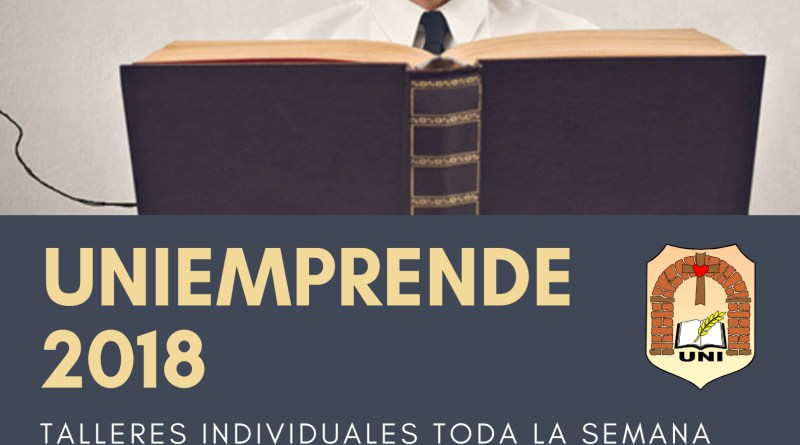 UNIEMPRENDE
2018
UNI
TALLERES INDIVIDUALES TODA LA SEMANA